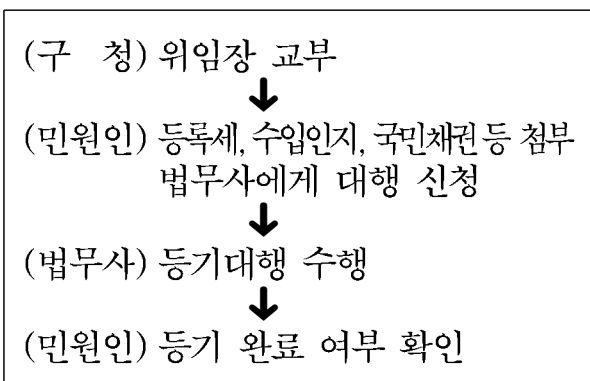 (구 청) 위임장 교부
(민원인) 등록세, 수입인지, 국민채권 등 첨부
법무사에게 대행 신청
(법무사) 등기대행 수행
(민원인) 등기 완료 여부 확인